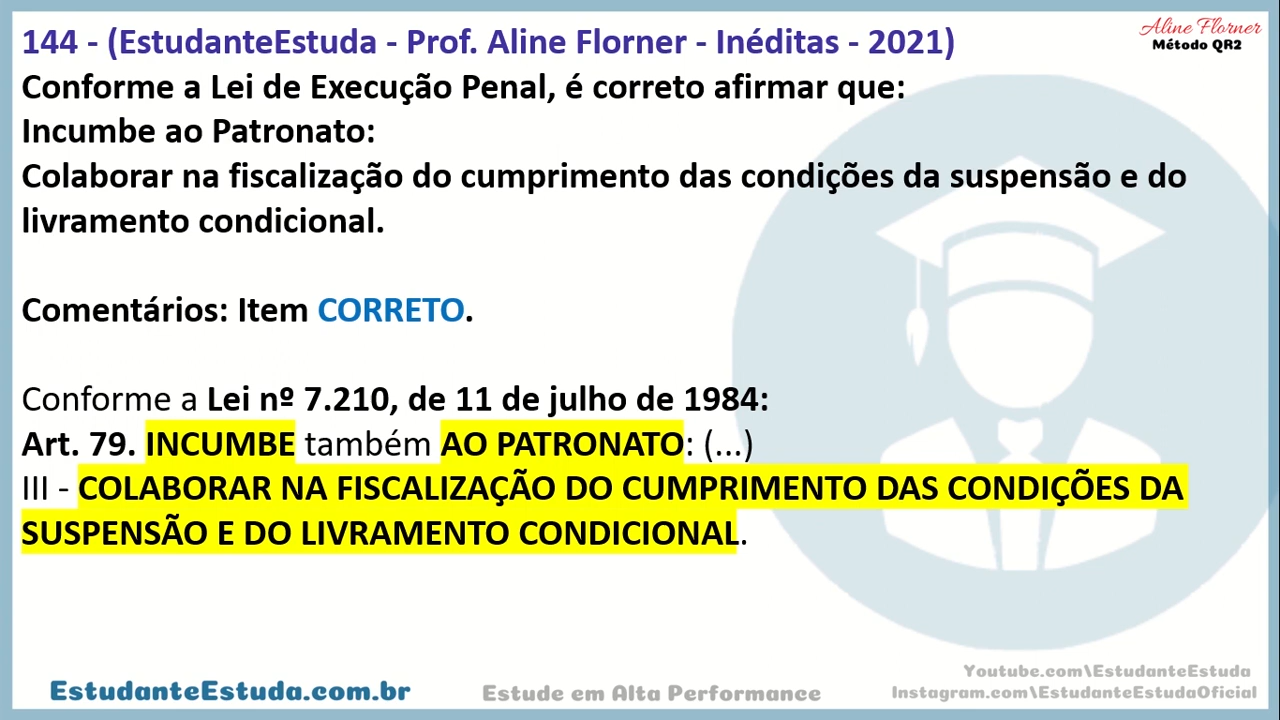 144 - (EstudanteEstuda - Prof. Aline Florner - Inéditas - 2021)
Aline Florner
Método QR2
Conforme a Lei de Execução Penal, é correto afirmar que:
Incumbe ao Patronato:
Colaborar na fiscalização do cumprimento das condições da suspensão e do
livramento condicional.
Comentários: Item CORRETO.
Conforme a Lei nº 7.210, de 11 de julho de 1984:
Art. 79. INCUMBE também AO PATRONATO: (...)
III - COLABORAR NA FISCALIZAÇÃO DO CUMPRIMENTO DAS CONDIÇÕES DA
SUSPENSÃO E DO LIVRAMENTO CONDICIONAL.
EstudanteEstuda.com.br
Estude em Alta Performance
Youtube.com\EstudanteEstuda
Instagram.com\EstudanteEstudaOficial